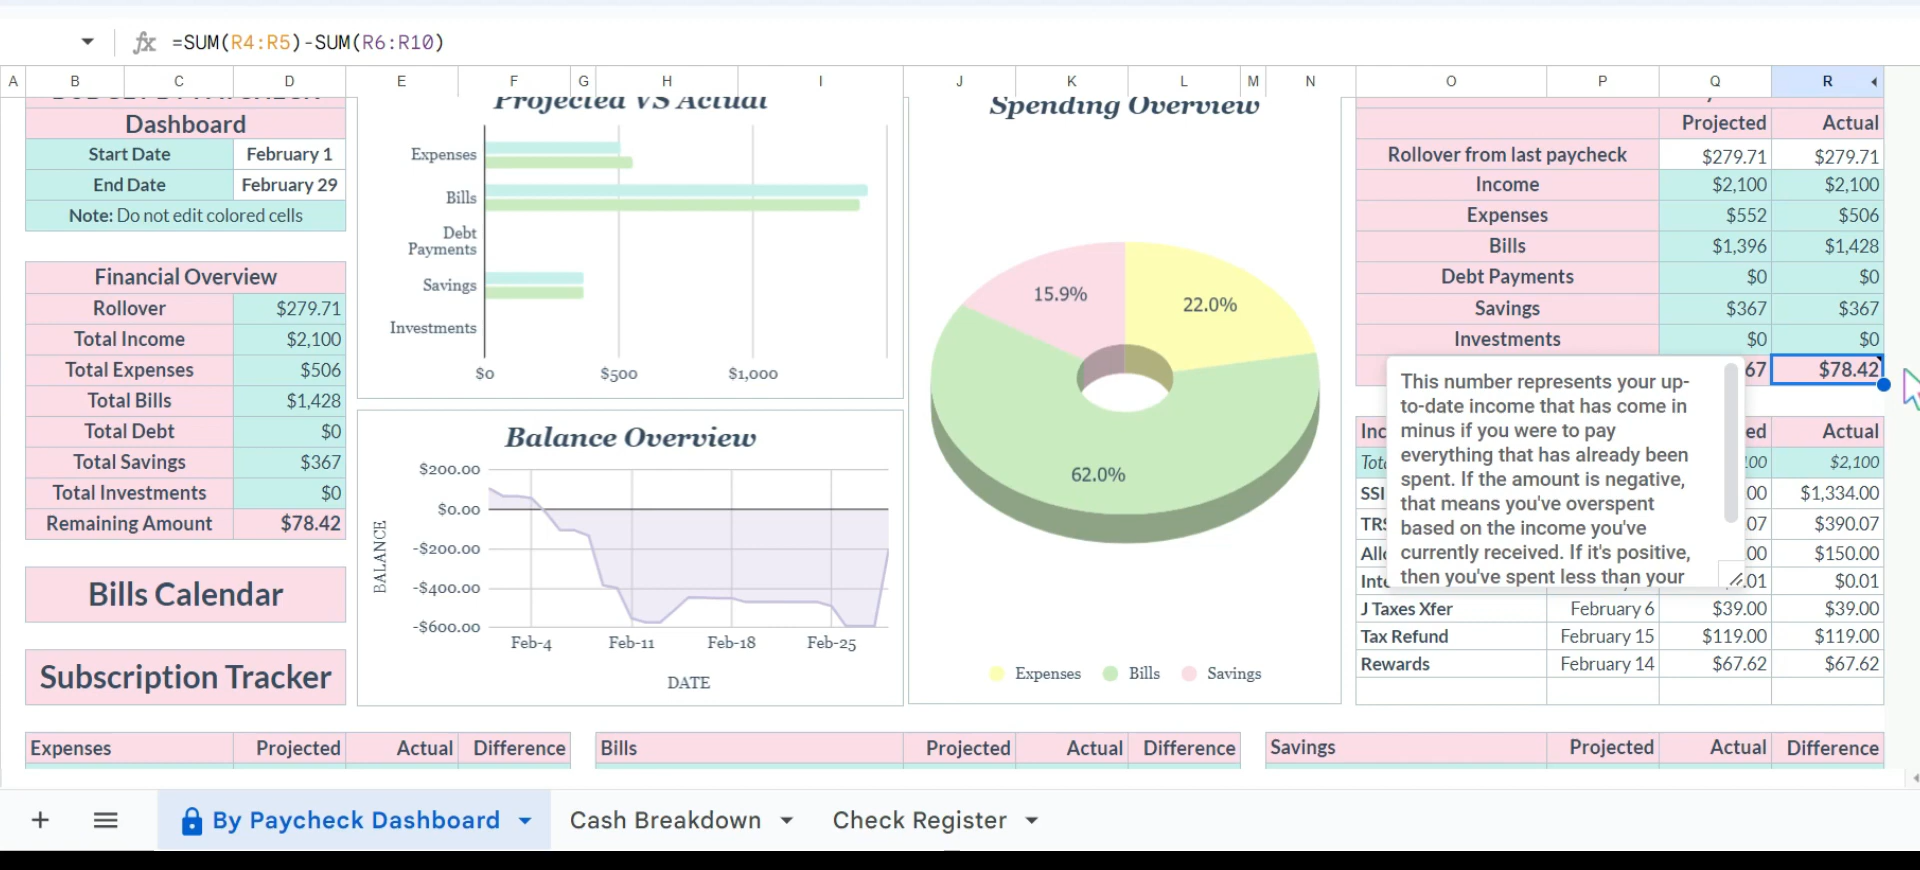 =SUM(R4:R5)-SUM(R6:R10)
A B C D E F G H I J K L M N O P Q R
Dashboard
Start Date February 1
End Date February 29
Note: Do not edit colored cells
Financial Overview
Rollover $279.71
Total Income $2,100
Total Expenses $506
Total Bills $1,428
Total Debt $0
Total Savings $367
Total Investments $0
Remaining Amount $78.42
Bills Calendar
Subscription Tracker
Projected VS Actual
Expenses
Bills
Debt
Payments
Savings
Investments
$0 $500 $1,000
Balance Overview
$200.00
$0.00
-$200.00
-$400.00
-$600.00
BALANCE
Feb-4 Feb-11 Feb-18 Feb-25
DATE
Spending Overview
15.9% 22.0%
62.0%
Expenses Bills Savings
Projected Actual
Rollover from last paycheck $279.71 $279.71
Income $2,100 $2,100
Expenses $552 $506
Bills $1,396 $1,428
Debt Payments $0 $0
Savings $367 $367
Investments $0 $0
67 $78.42
This number represents your up-
to-date income that has come in
minus if you were to pay
everything that has already been
spent. If the amount is negative,
that means you've overspent
based on the income you've
currently received. If it's positive,
then you've spent less than your
Inc ed Actual
Tot 00 $2,100
SSI 00 $1,334.00
TRS 07 $390.07
All 00 $150.00
Int .01 $0.01
J Taxes Xfer February 6 $39.00 $39.00
Tax Refund February 15 $119.00 $119.00
Rewards February 14 $67.62 $67.62
Expenses Projected Actual Difference
Bills Projected Actual Difference
Savings Projected Actual Difference
By Paycheck Dashboard Cash Breakdown Check Register